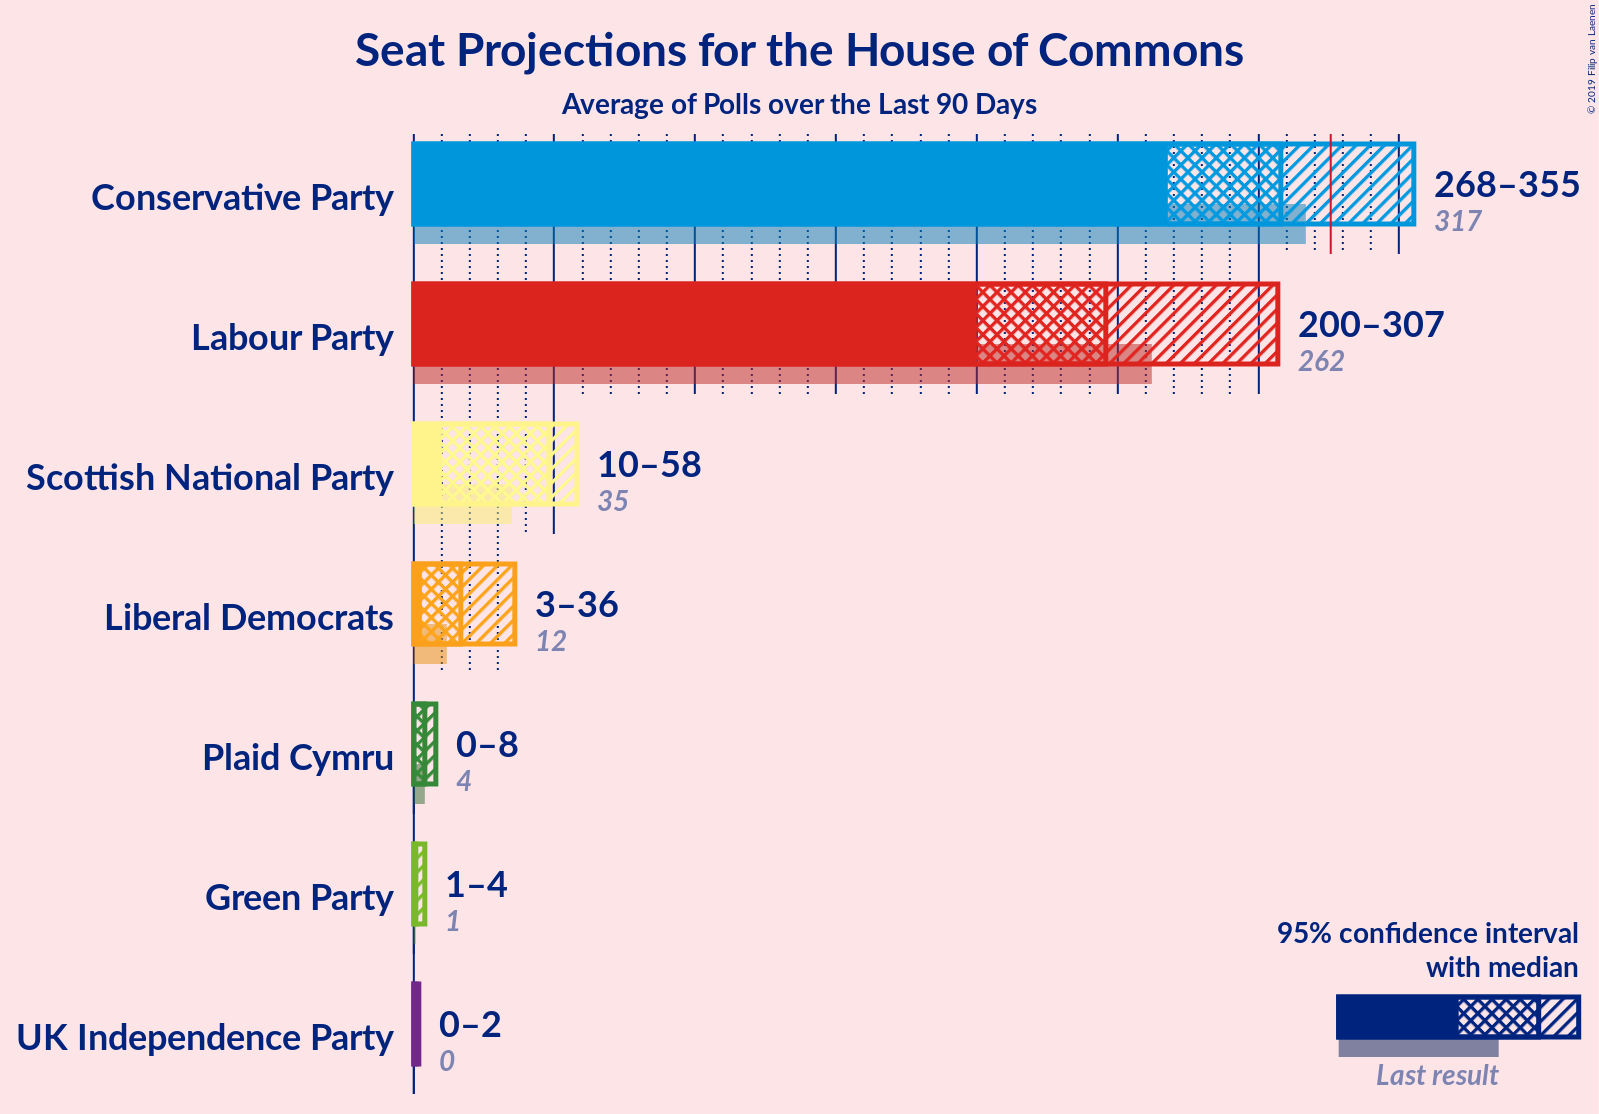 Seat Projections for the House of Commons
Average of Polls over the Last 90 Days
© 2019 Filip van Laenen
Conservative Party
268–355
317
Labour Party
200–307
262
Scottish National Party
10–58
35
Liberal Democrats
3–36
12
Plaid Cymru
0–8
4
Green Party
1–4
1
UK Independence Party
0–2
0
95% confidence interval
with median
Last result